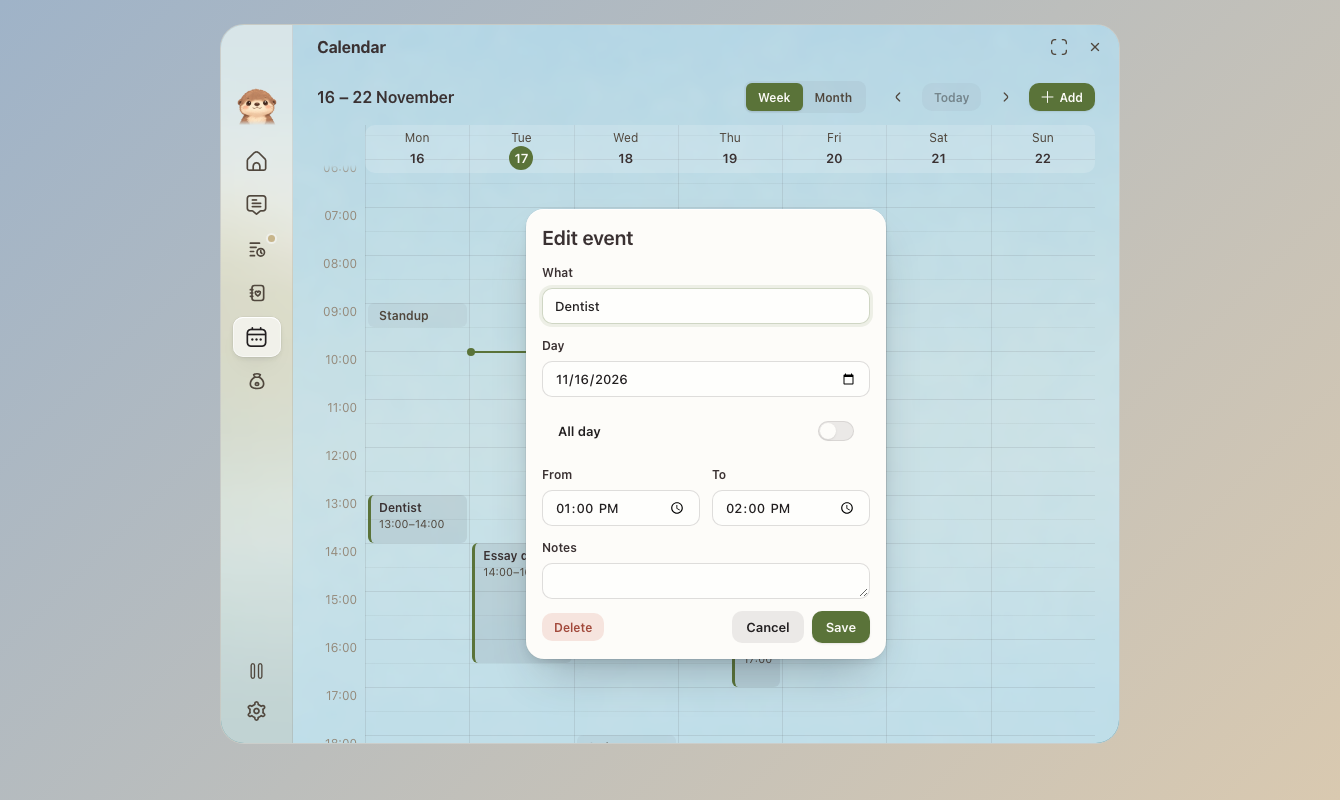 Calendar
16 – 22 November
Week
Month
Today
Add
Mon
Tue
Wed
Thu
Fri
Sat
Sun
16
17
18
19
20
21
22
07:00
08:00
09:00
10:00
11:00
12:00
13:00
14:00
15:00
16:00
17:00
18:00
Standup
Dentist
13:00–14:00
Essay
14:00–
17:00
Edit event
What
Dentist
Day
11/16/2026
All day
From
To
01:00 PM
02:00 PM
Notes
Delete
Cancel
Save